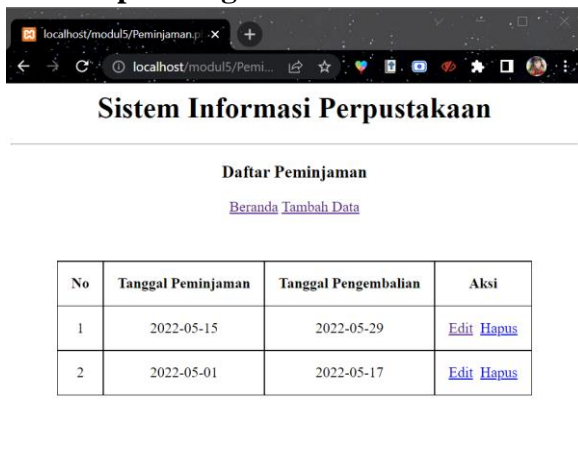 localhost/modul5/Peminjaman.p
localhost/modul5/Pemi...
Sistem Informasi Perpustakaan
Daftar Peminjaman
Beranda Tambah Data
No Tanggal Peminjaman Tanggal Pengembalian Aksi
1 2022-05-15 2022-05-29 Edit Hapus
2 2022-05-01 2022-05-17 Edit Hapus